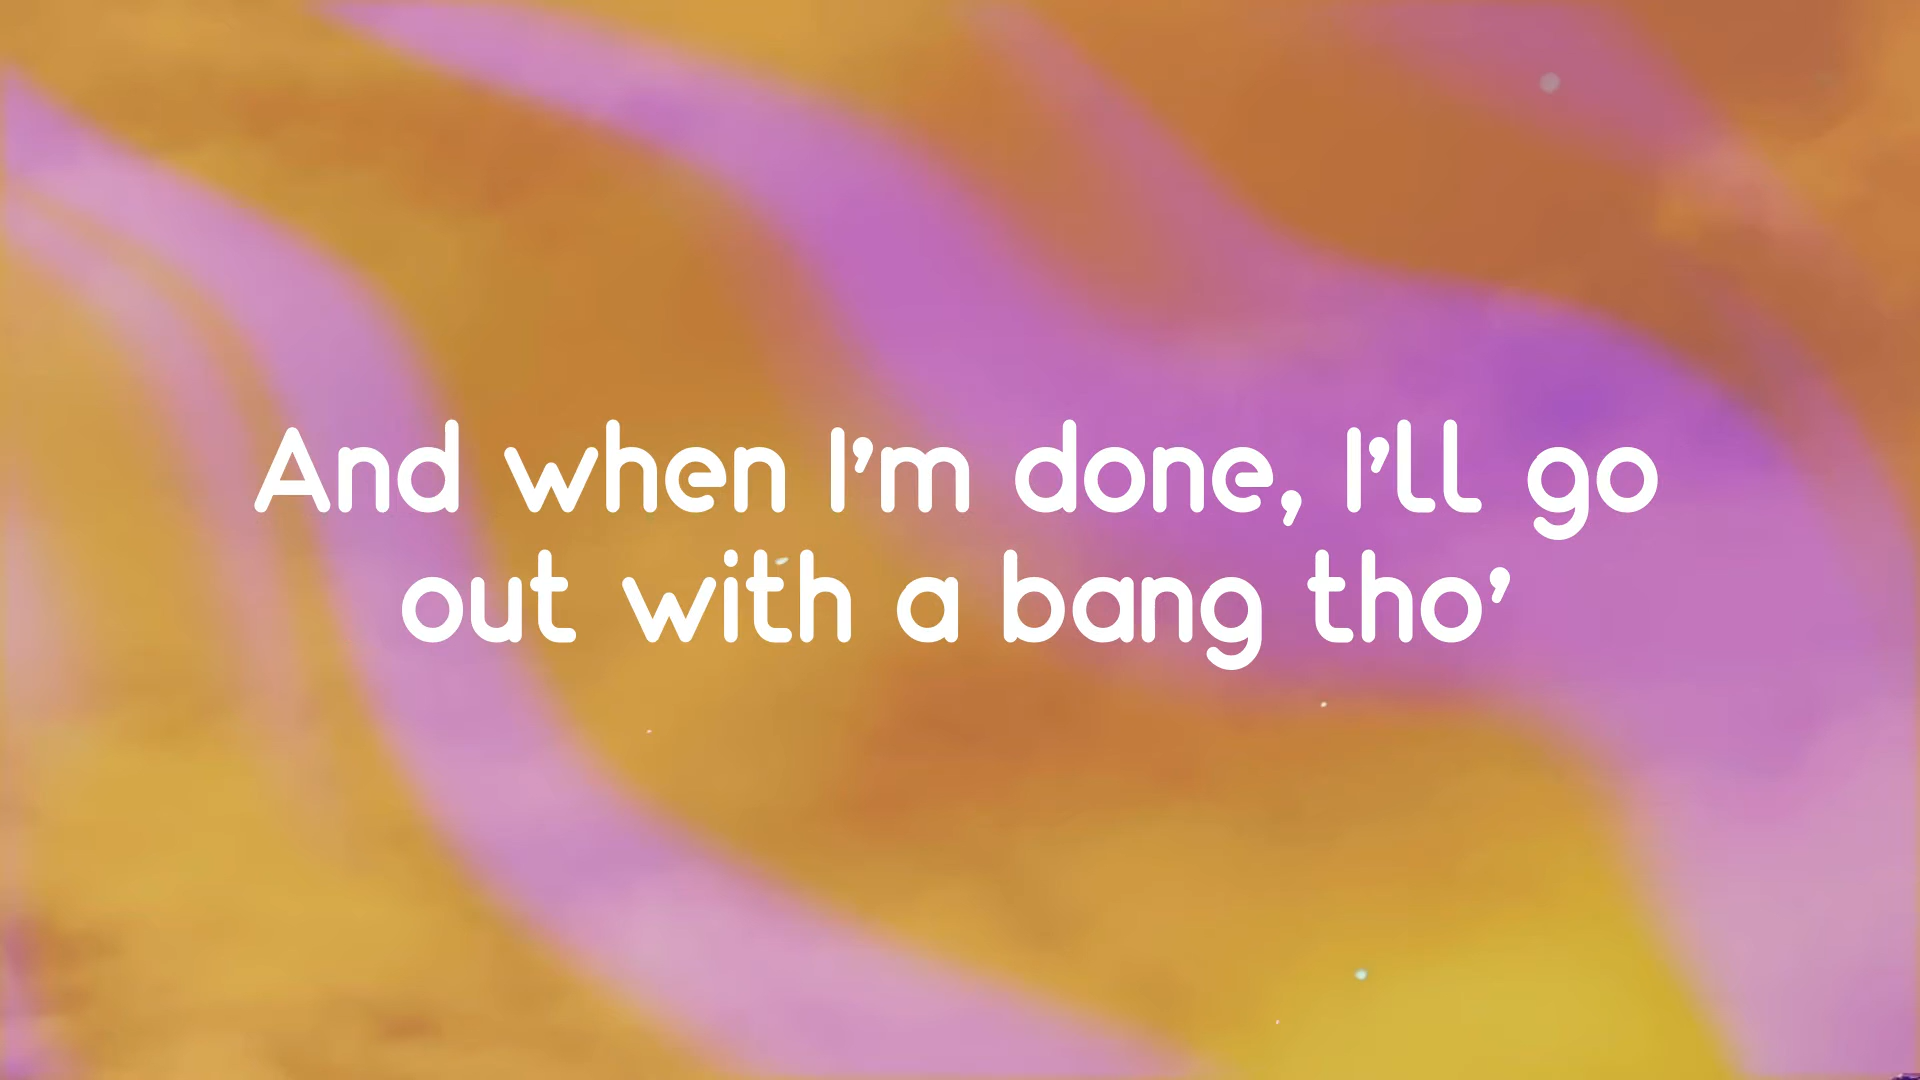 And when I’m done, I’ll go
out with a bang tho’